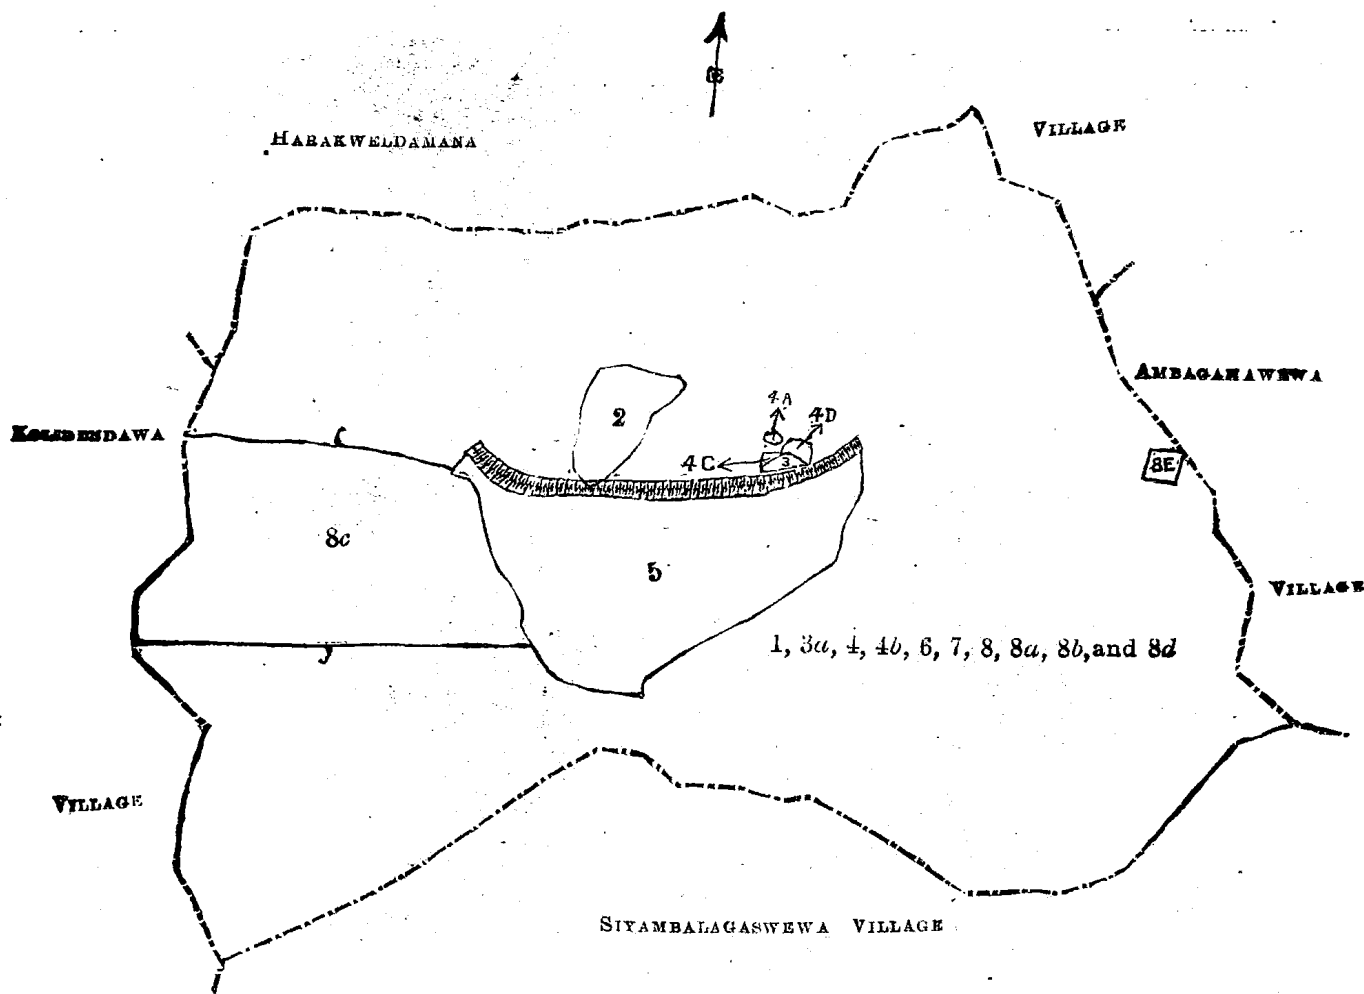 HARAKWELDAMANA VILLAGE
AMBAGAHAWEWA
2
4A
4D
4C
3
8E
8c
5
VILLAGE
1, 3a, 4, 4b, 6, 7, 8, 8a, 8b, and 8d
VILLAGE
SIYAMBALAGASWEWA VILLAGE